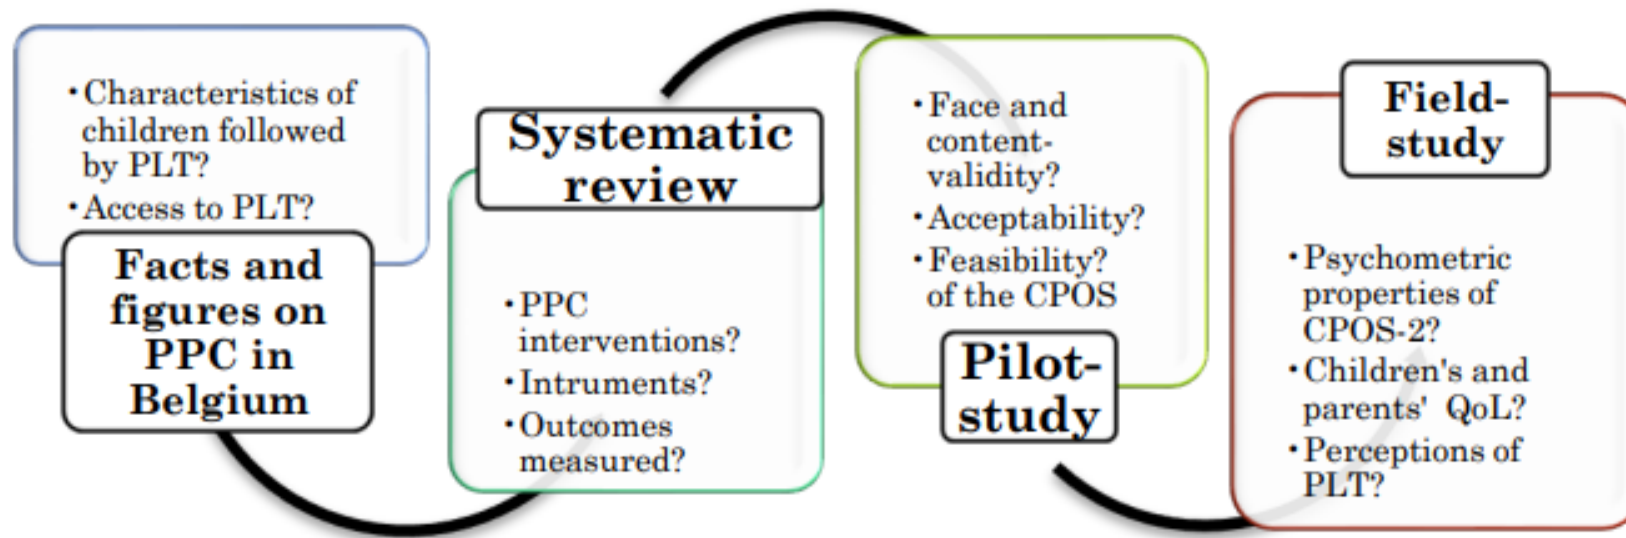 • Characteristics of
children followed
by PLT?
• Access to PLT?
Facts and
figures on
PPC in
Belgium
Systematic
review
• PPC
interventions?
• Intruments?
• Outcomes
measured?
• Face and
content-
validity?
• Acceptability?
• Feasibility?
of the CPOS
Pilot-
study
Field-
study
• Psychometric
properties of
CPOS-2?
• Children's and
parents' QoL?
• Perceptions of
PLT?